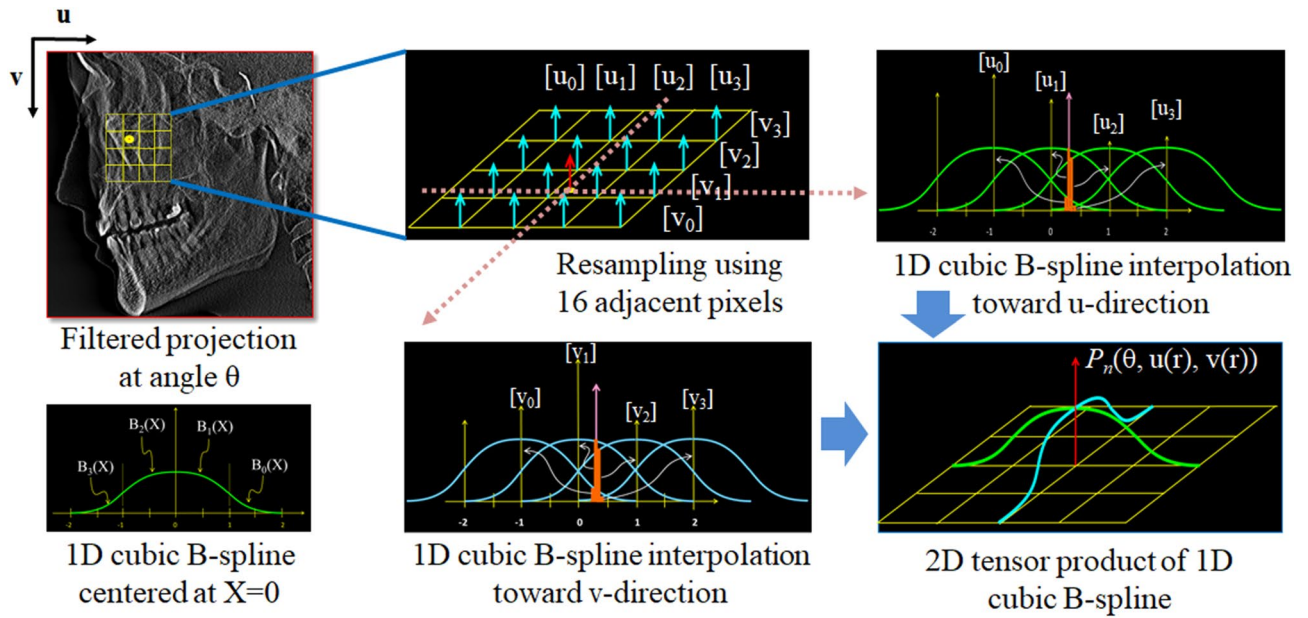 u
v
Filtered projection
at angle θ
[u0] [u1] [u2] [u3]
[v3]
[v2]
[v1]
[v0]
Resampling using
16 adjacent pixels
[u0]
[u1]
[u2]
[u3]
-2 -1 0 1 2
1D cubic B-spline interpolation
toward u-direction
B3(X)
B2(X)
B1(X)
B0(X)
-2 -1 0 1 2
1D cubic B-spline
centered at X=0
[v0]
[v1]
[v2]
[v3]
-2 -1 0 1 2
1D cubic B-spline interpolation
toward v-direction
Pn(θ, u(r), v(r))
2D tensor product of 1D
cubic B-spline